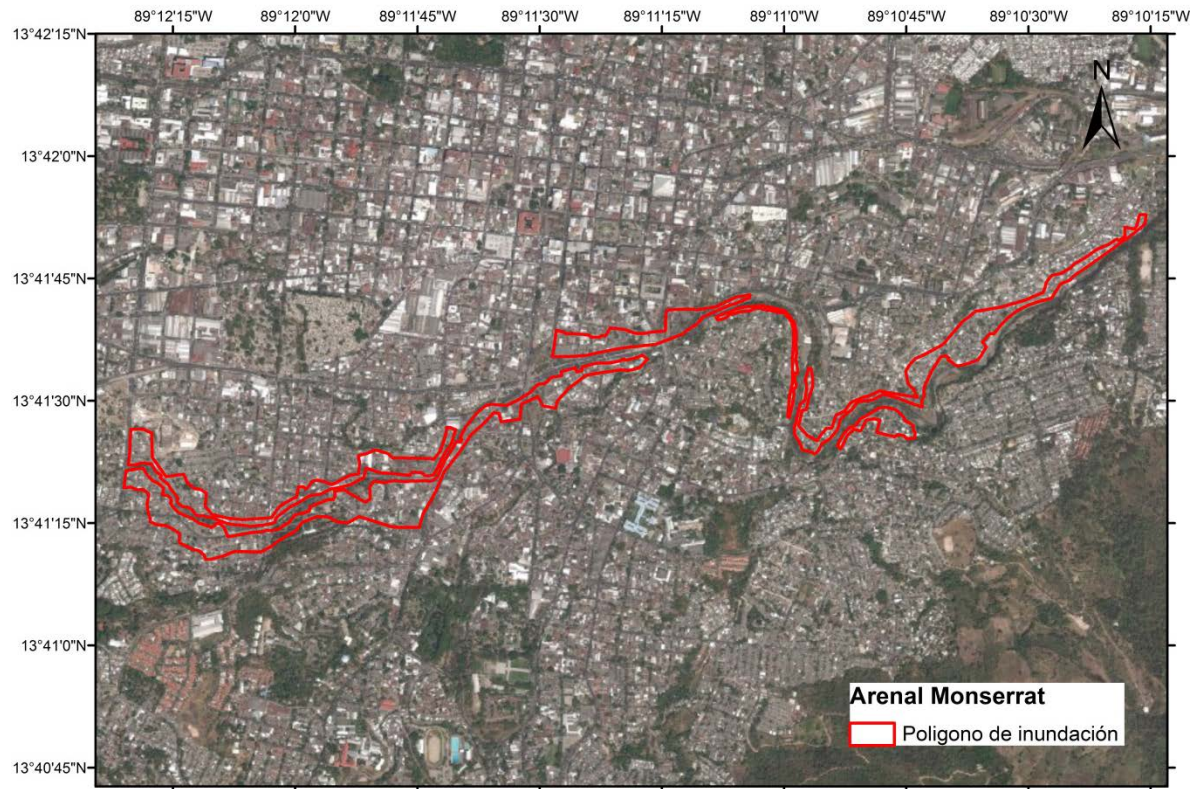 89°12'15"W 89°12'0"W 89°11'45"W 89°11'30"W 89°11'15"W 89°11'0"W 89°10'45"W 89°10'30"W 89°10'15"W
13°42'15"N
N
13°42'0"N
13°41'45"N
13°41'30"N
13°41'15"N
13°41'0"N
Arenal Monserrat
Poligono de inundación
13°40'45"N